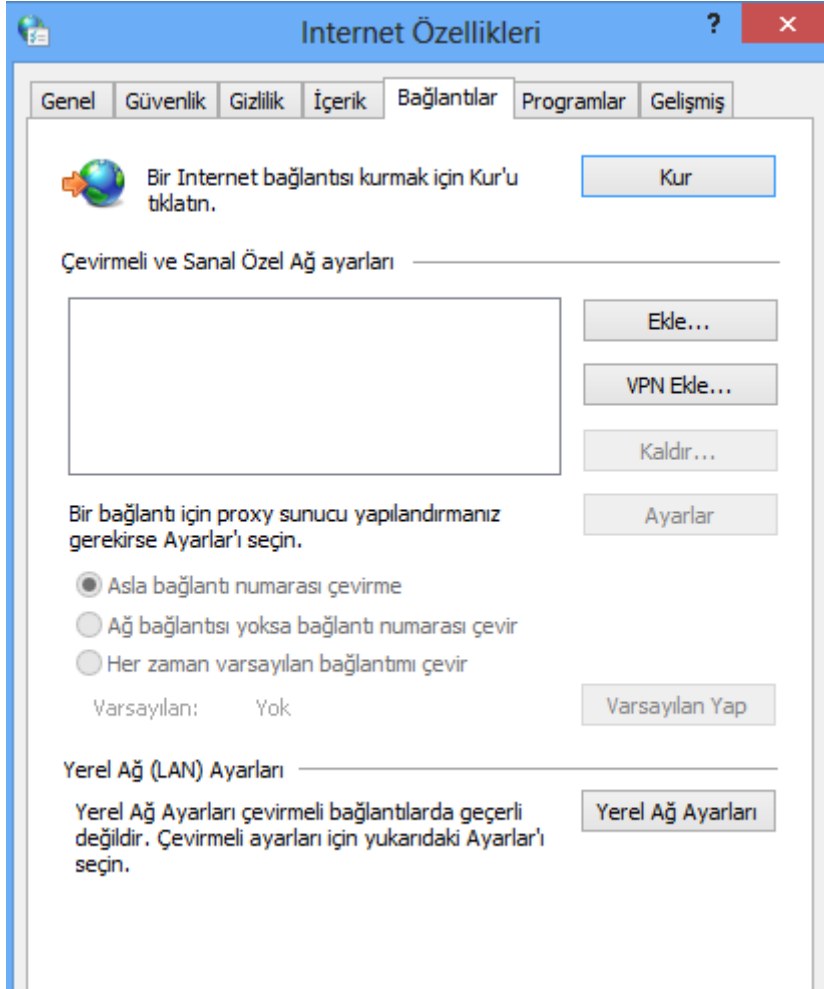 Internet Özellikleri
?
Genel Güvenlik Gizlilik İçerik Bağlantılar Programlar Gelişmiş
Bir Internet bağlantısı kurmak için Kur'u
tıklatın.
Kur
Çevirmeli ve Sanal Özel Ağ ayarları
Ekle...
VPN Ekle...
Kaldır...
Bir bağlantı için proxy sunucu yapılandırmanız
gerekirse Ayarlar'ı seçin.
Ayarlar
Asla bağlantı numarası çevirme
Ağ bağlantısı yoksa bağlantı numarası çevir
Her zaman varsayılan bağlantımı çevir
Varsayılan: Yok
Varsayılan Yap
Yerel Ağ (LAN) Ayarları
Yerel Ağ Ayarları çevirmeli bağlantılarda geçerli
değildir. Çevirmeli ayarları için yukarıdaki Ayarlar'ı
seçin.
Yerel Ağ Ayarları